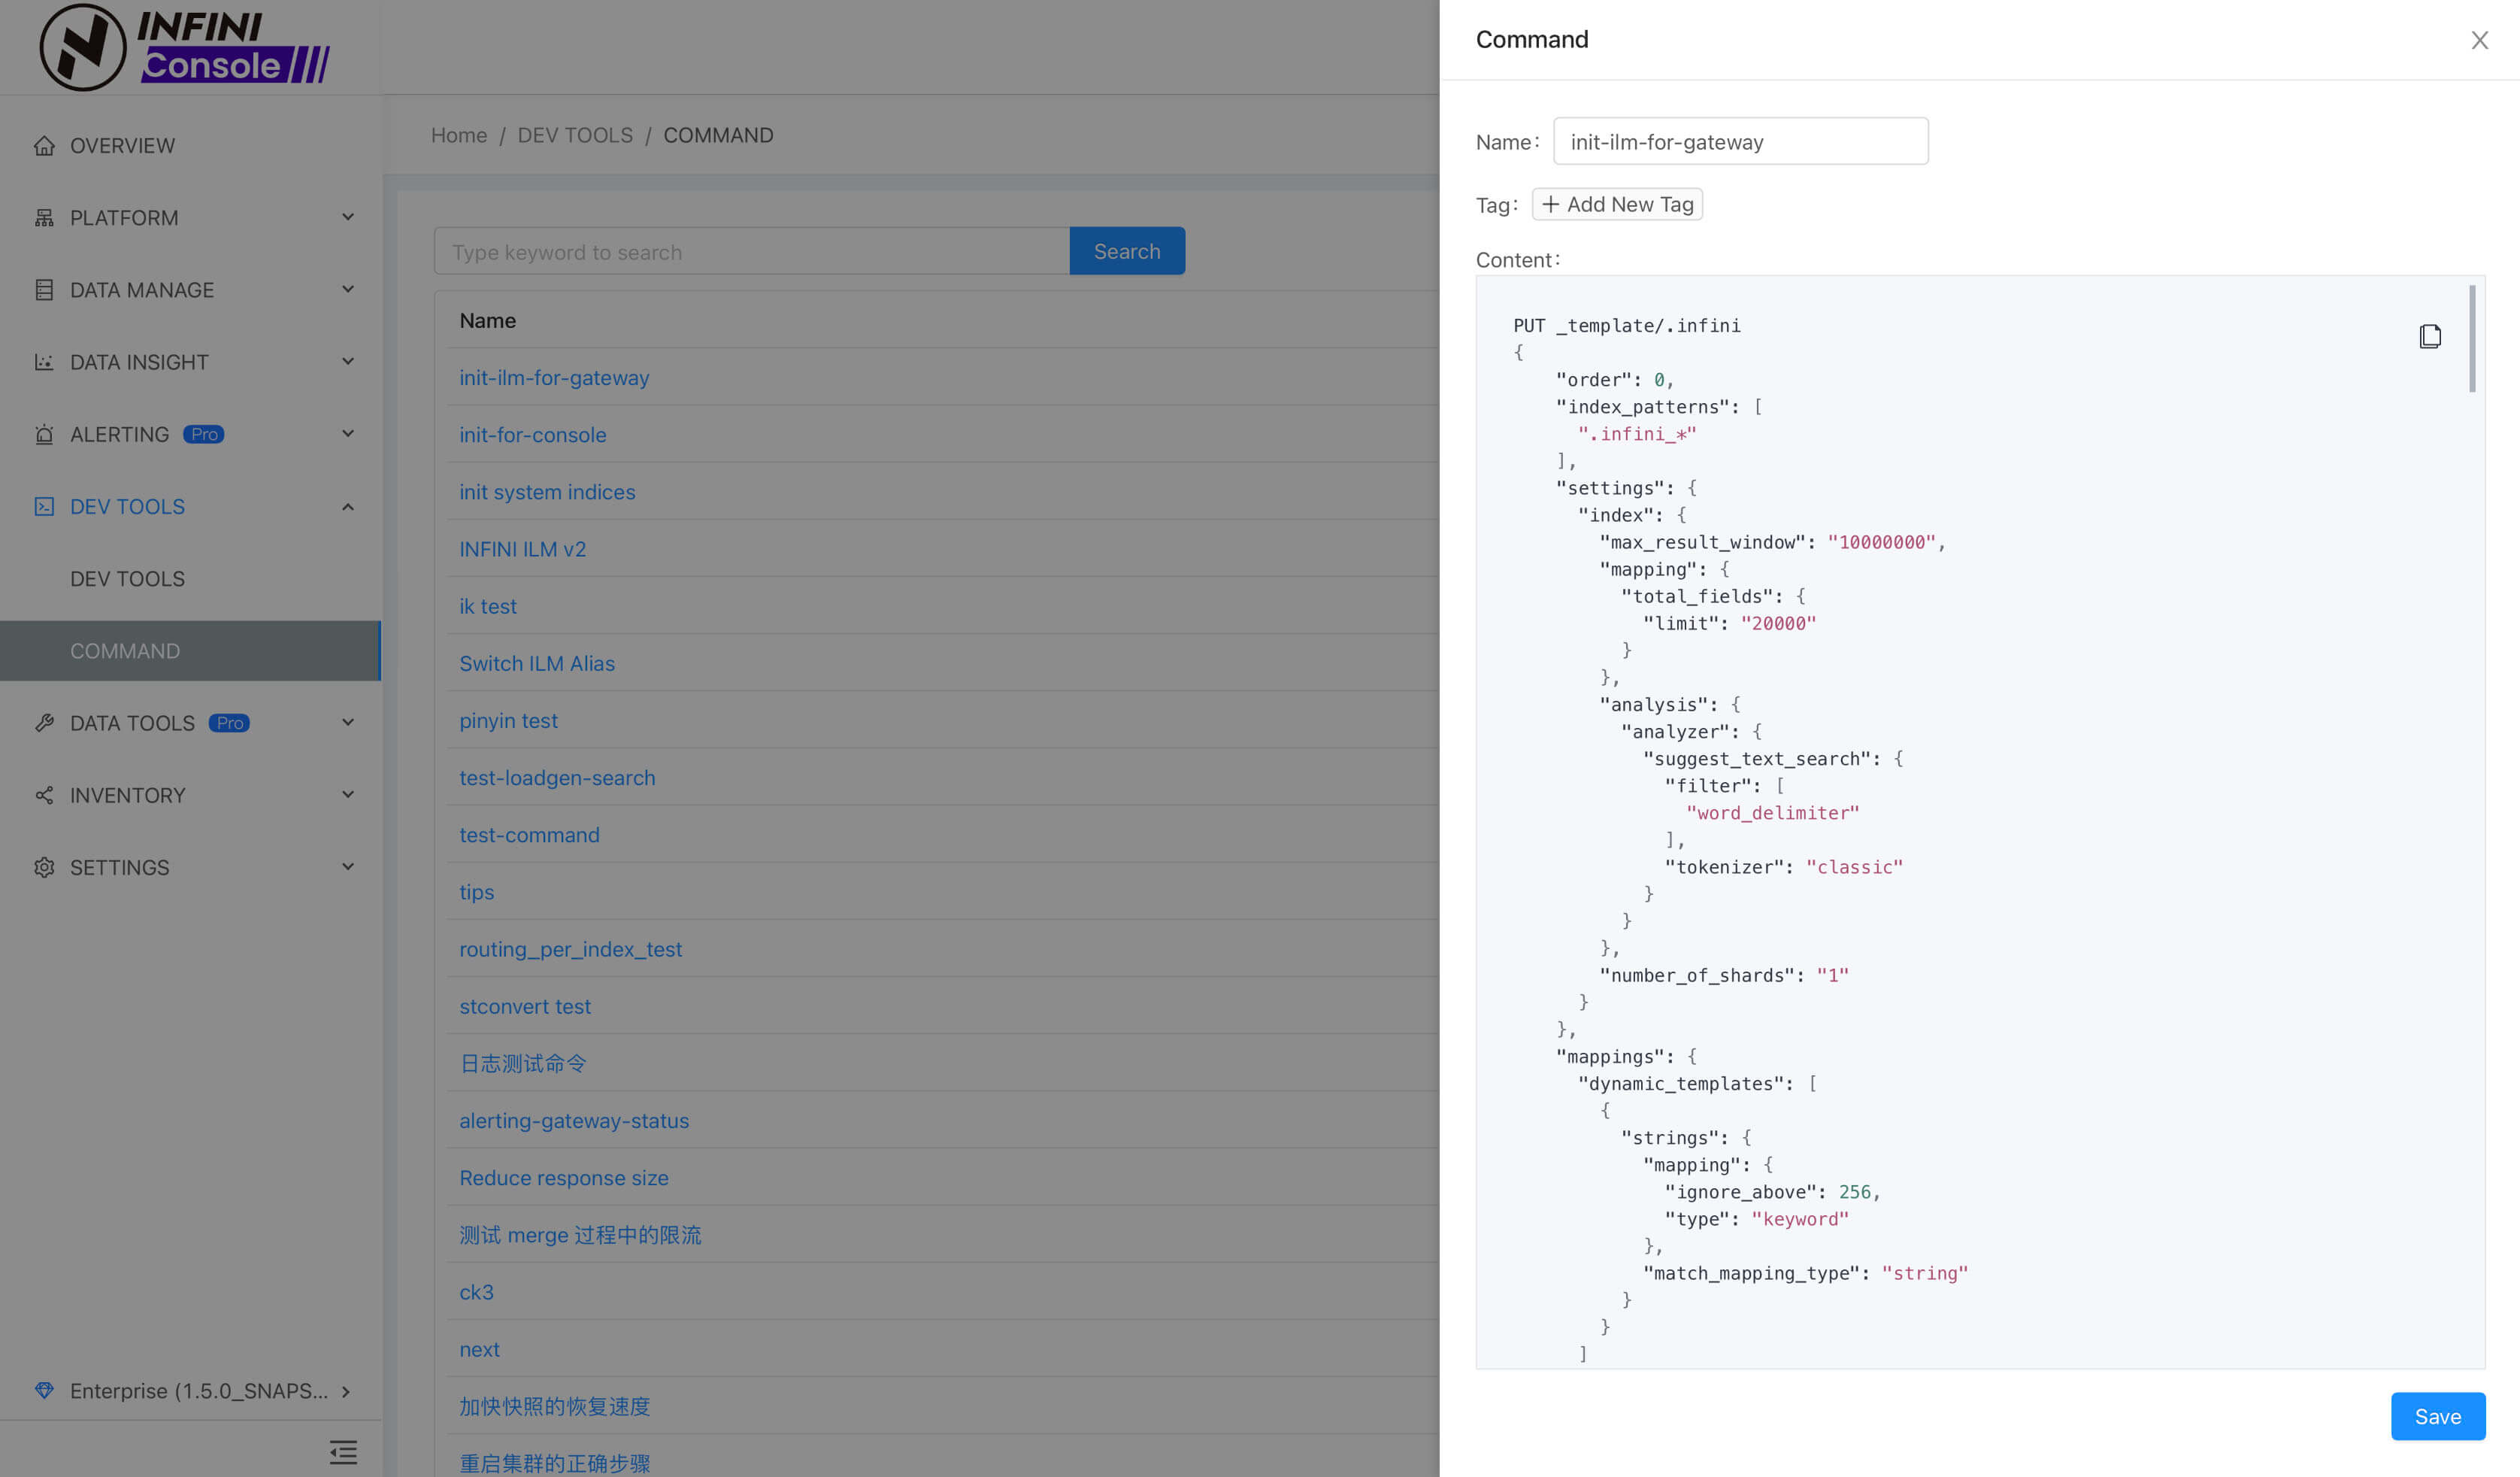 INFINI
Console
OVERVIEW
PLATFORM
DATA MANAGE
DATA INSIGHT
ALERTING Pro
DEV TOOLS
DEV TOOLS
COMMAND
DATA TOOLS Pro
INVENTORY
SETTINGS
Enterprise (1.5.0_SNAPS...
Home / DEV TOOLS / COMMAND
Type keyword to search
Search
Name
init-ilm-for-gateway
init-for-console
init system indices
INFINI ILM v2
ik test
Switch ILM Alias
pinyin test
test-loadgen-search
test-command
tips
routing_per_index_test
stconvert test
日志测试命令
alerting-gateway-status
Reduce response size
测试 merge 过程中的限流
ck3
next
加快快照的恢复速度
重启集群的正确步骤
Command
Name: init-ilm-for-gateway
Tag: + Add New Tag
Content:
PUT _template/.infini
{
    "order": 0,
    "index_patterns": [
      ".infini_*"
    ],
    "settings": {
      "index": {
        "max_result_window": "10000000",
        "mapping": {
          "total_fields": {
            "limit": "20000"
          }
        },
        "analysis": {
          "analyzer": {
            "suggest_text_search": {
              "filter": [
                "word_delimiter"
              ],
              "tokenizer": "classic"
            }
          }
        },
        "number_of_shards": "1"
      }
    },
    "mappings": {
      "dynamic_templates": [
        {
          "strings": {
            "mapping": {
              "ignore_above": 256,
              "type": "keyword"
            },
            "match_mapping_type": "string"
          }
        }
      ]
Save